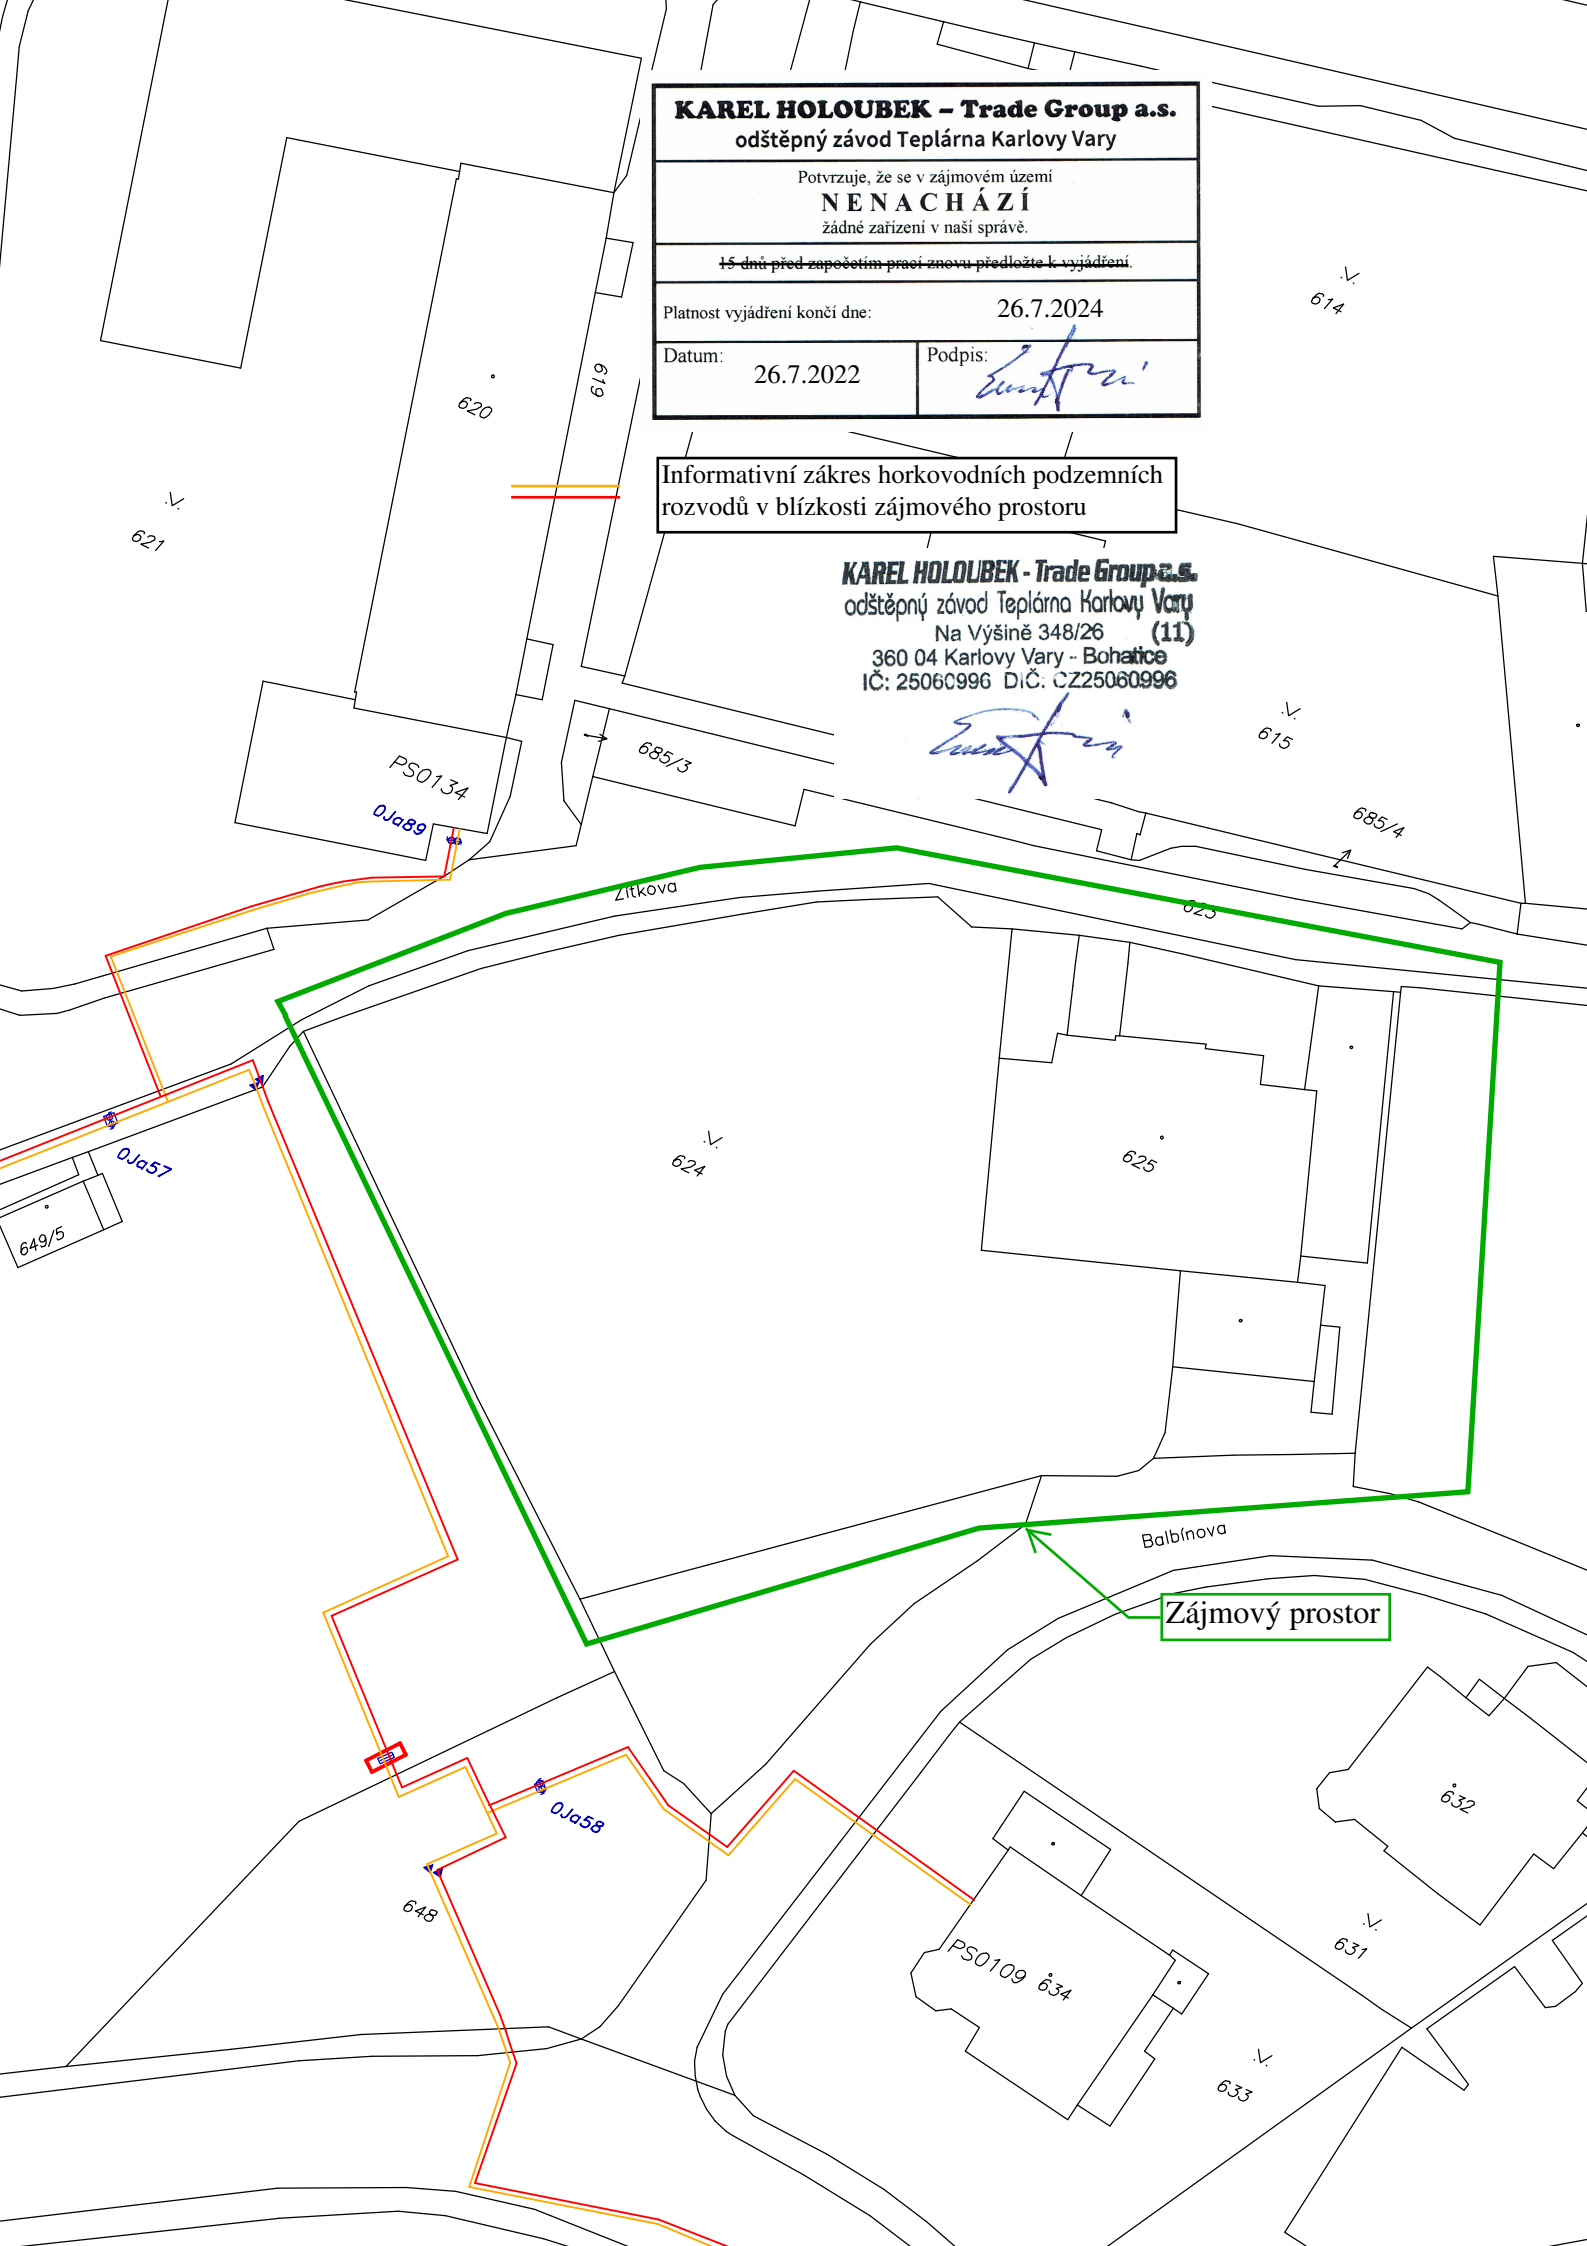 KAREL HOLOUBEK – Trade Group a.s.
odštěpný závod Teplárna Karlovy Vary
Potvrzuje, že se v zájmovém území
NENACHÁZÍ
žádné zařízení v naší správě.
15 dnů před započetím prací znovu předložte k vyjádření.
Platnost vyjádření končí dne: 26.7.2024
Datum: 26.7.2022
Podpis:
Informativní zákres horkovodních podzemních
rozvodů v blízkosti zájmového prostoru
KAREL HOLOUBEK - Trade Group a.s.
odštěpný závod Teplárna Karlovy Vary
Na Výšině 348/26 (11)
360 04 Karlovy Vary - Bohatice
IČ: 25060996 DIČ: CZ25060996
614
619
620
621
615
685/3
PS0134
0Ja89
685/4
Zítkova
623
624
625
0Ja57
649/5
Balbínova
Zájmový prostor
632
0Ja58
648
631
PS0109 634
633